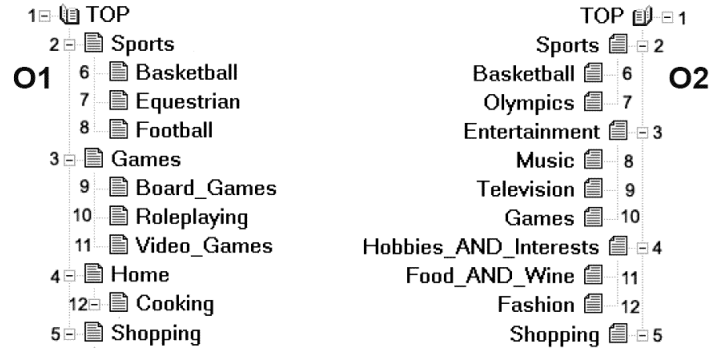 1 TOP TOP 1
2 Sports Sports 2
6 Basketball Basketball 6
O1 O2
7 Equestrian Olympics 7
8 Football Entertainment 3
3 Games Music 8
9 Board_Games Television 9
10 Roleplaying Games 10
11 Video_Games Hobbies_AND_Interests 4
4 Home Food_AND_Wine 11
12 Cooking Fashion 12
5 Shopping Shopping 5